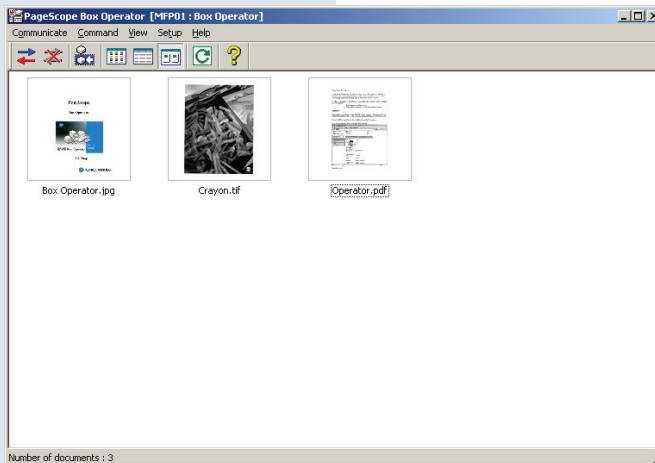 PageScope Box Operator [MFP01 : Box Operator]
Communicate Command View Setup Help
Box Operator.jpg
Crayon.tif
Operator.pdf
Number of documents : 3